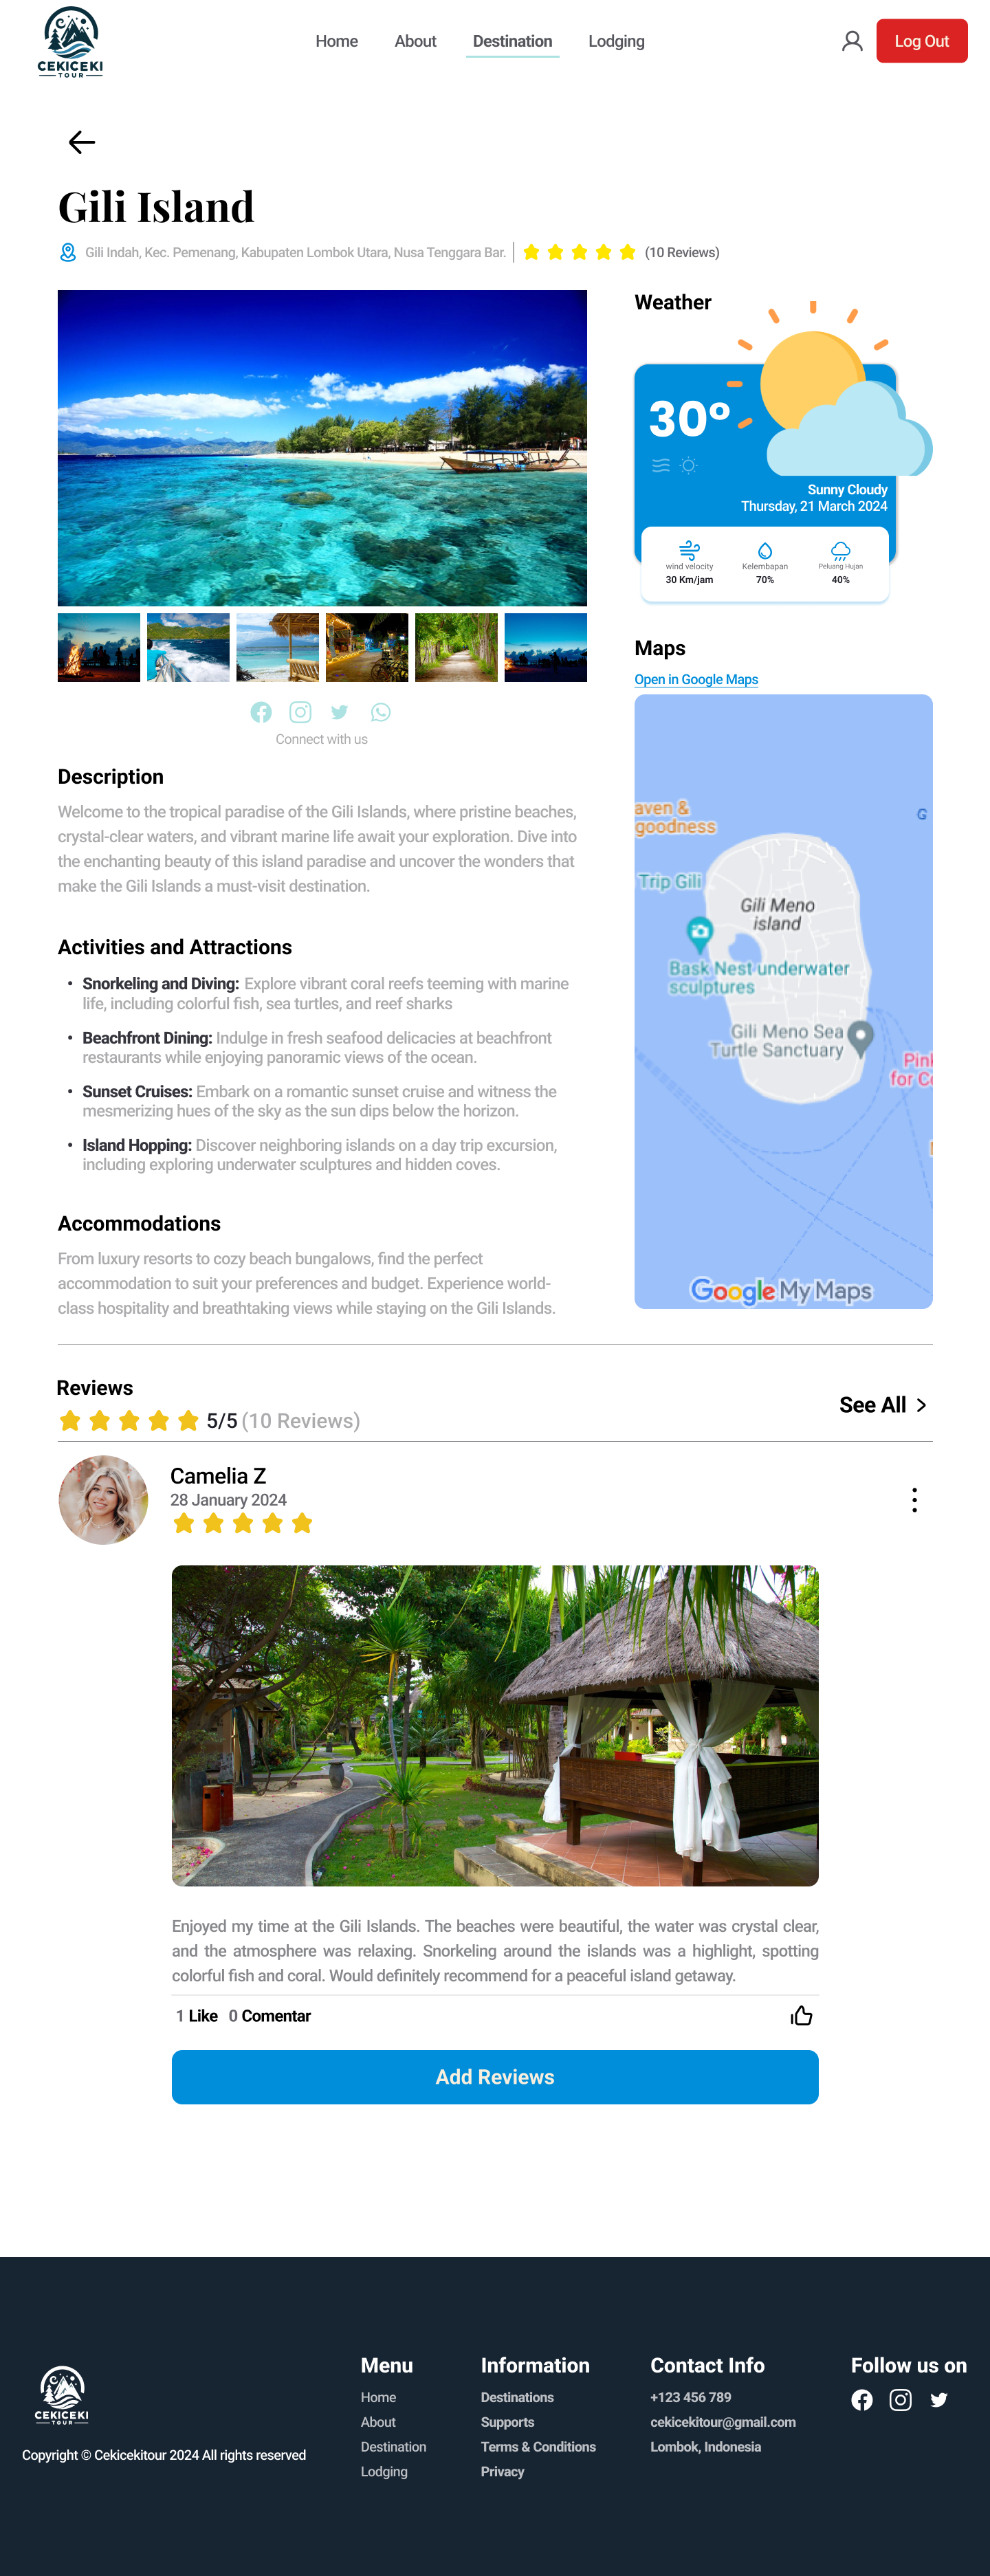 CEKICEKI
TOUR
Home
About
Destination
Lodging
Log Out
Gili Island
Gili Indah, Kec. Pemenang, Kabupaten Lombok Utara, Nusa Tenggara Bar.
(10 Reviews)
Weather
30°
Sunny Cloudy
Thursday, 21 March 2024
wind velocity
30 Km/jam
Kelembapan
70%
Peluang Hujan
40%
Maps
Open in Google Maps
aven &
goodness
G
Trip Gili
Gili Meno
island
Bask Nest underwater
sculptures
Gili Meno Sea
Turtle Sanctuary
Pin
for C
Google My Maps
Connect with us
Description
Welcome to the tropical paradise of the Gili Islands, where pristine beaches,
crystal-clear waters, and vibrant marine life await your exploration. Dive into
the enchanting beauty of this island paradise and uncover the wonders that
make the Gili Islands a must-visit destination.
Activities and Attractions
• Snorkeling and Diving: Explore vibrant coral reefs teeming with marine
life, including colorful fish, sea turtles, and reef sharks
• Beachfront Dining: Indulge in fresh seafood delicacies at beachfront
restaurants while enjoying panoramic views of the ocean.
• Sunset Cruises: Embark on a romantic sunset cruise and witness the
mesmerizing hues of the sky as the sun dips below the horizon.
• Island Hopping: Discover neighboring islands on a day trip excursion,
including exploring underwater sculptures and hidden coves.
Accommodations
From luxury resorts to cozy beach bungalows, find the perfect
accommodation to suit your preferences and budget. Experience world-
class hospitality and breathtaking views while staying on the Gili Islands.
Reviews
5/5 (10 Reviews)
See All
Camelia Z
28 January 2024
Enjoyed my time at the Gili Islands. The beaches were beautiful, the water was crystal clear,
and the atmosphere was relaxing. Snorkeling around the islands was a highlight, spotting
colorful fish and coral. Would definitely recommend for a peaceful island getaway.
1 Like 0 Comentar
Add Reviews
CEKICEKI
TOUR
Copyright © Cekicekitour 2024 All rights reserved
Menu
Home
About
Destination
Lodging
Information
Destinations
Supports
Terms & Conditions
Privacy
Contact Info
+123 456 789
cekicekitour@gmail.com
Lombok, Indonesia
Follow us on